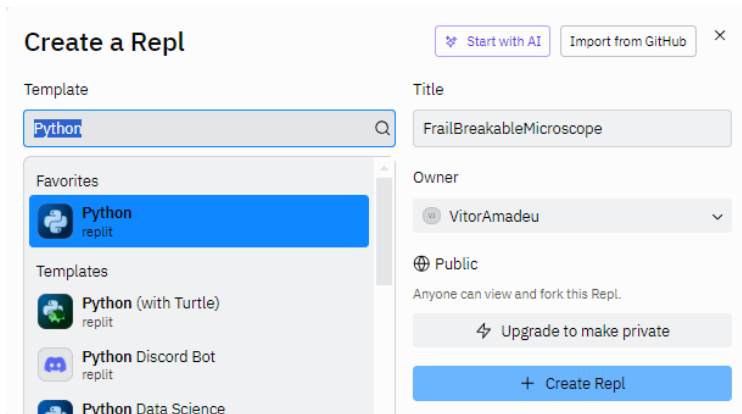 Create a Repl
Start with AI
Import from GitHub
Template
Python
Favorites
Python
replit
Templates
Python (with Turtle)
replit
Python Discord Bot
replit
Python Data Science
Title
FrailBreakableMicroscope
Owner
VI
VitorAmadeu
Public
Anyone can view and fork this Repl.
Upgrade to make private
+ Create Repl